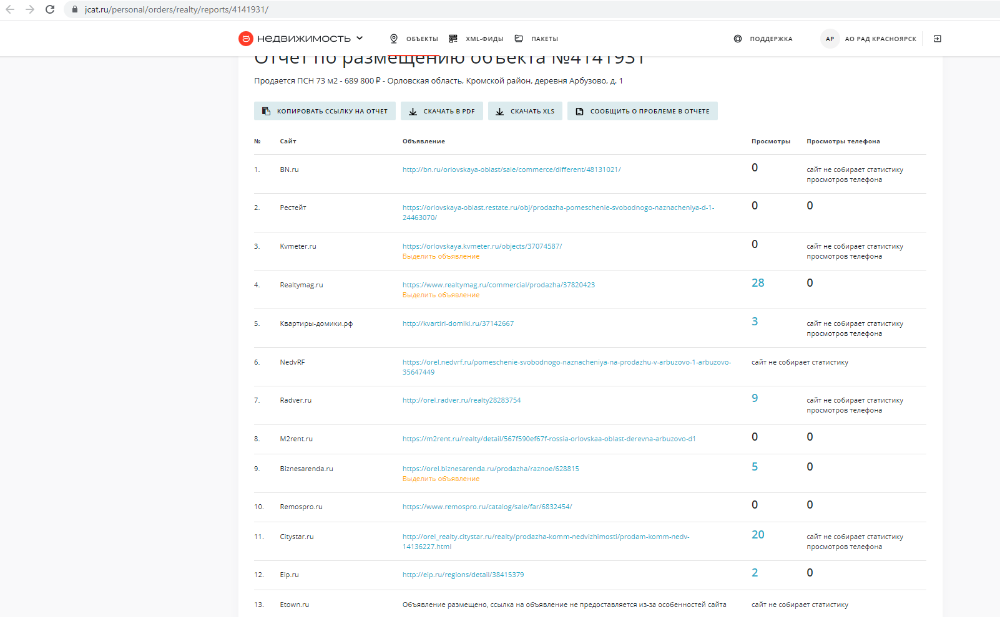 jcat.ru/personal/orders/realty/reports/4141931/
недвижимость ОБЪЕКТЫ XML-ФИДЫ ПАКЕТЫ ПОДДЕРЖКА АР АО РАД КРАСНОЯРСК
Отчет по размещению объекта №4141931
Продается ПСН 73 м2 - 689 800 ₽ - Орловская область, Кромской район, деревня Арбузово, д. 1
КОПИРОВАТЬ ССЫЛКУ НА ОТЧЕТ СКАЧАТЬ В PDF СКАЧАТЬ XLS СООБЩИТЬ О ПРОБЛЕМЕ В ОТЧЕТЕ
№ Сайт Объявление Просмотры Просмотры телефона
1. BN.ru http://bn.ru/orlovskaya-oblast/sale/commerce/different/48131021/ 0 сайт не собирает статистику
просмотров телефона
2. Рестейт https://orlovskaya-oblast.restate.ru/obj/prodazha-pomeschenie-svobodnogo-naznacheniya-d-1- 0 0
24463070/
3. Kvmeter.ru https://orlovskaya.kvmeter.ru/objects/37074587/ 0 сайт не собирает статистику
Выделить объявление просмотров телефона
4. Realtymag.ru https://www.realtymag.ru/commercial/prodazha/37820423 28 0
Выделить объявление
5. Квартиры-домики.рф http://kvartiri-domiki.ru/37142667 3 сайт не собирает статистику
просмотров телефона
6. NedvRF https://orel.nedvrf.ru/pomeschenie-svobodnogo-naznacheniya-na-prodazhu-v-arbuzovo-1-arbuzovo- сайт не собирает статистику
35647449
7. Radver.ru http://orel.radver.ru/realty28283754 9 сайт не собирает статистику
просмотров телефона
8. M2rent.ru https://m2rent.ru/realty/detail/567f590ef67f-rossia-orlovskaa-oblast-derevna-arbuzovo-d1 0 0
9. Biznesarenda.ru https://orel.biznesarenda.ru/prodazha/raznoe/628815 5 0
Выделить объявление
10. Remospro.ru https://www.remospro.ru/catalog/sale/far/6832454/ 0 0
11. Citystar.ru http://orel_realty.citystar.ru/realty/prodazha-komm-nedvizhimosti/prodam-komm-nedv- 20 сайт не собирает статистику
14136227.html просмотров телефона
12. Eip.ru http://eip.ru/regions/detail/38415379 2 0
13. Etown.ru Объявление размещено, ссылка на объявление не предоставляется из-за особенностей сайта сайт не собирает статистику